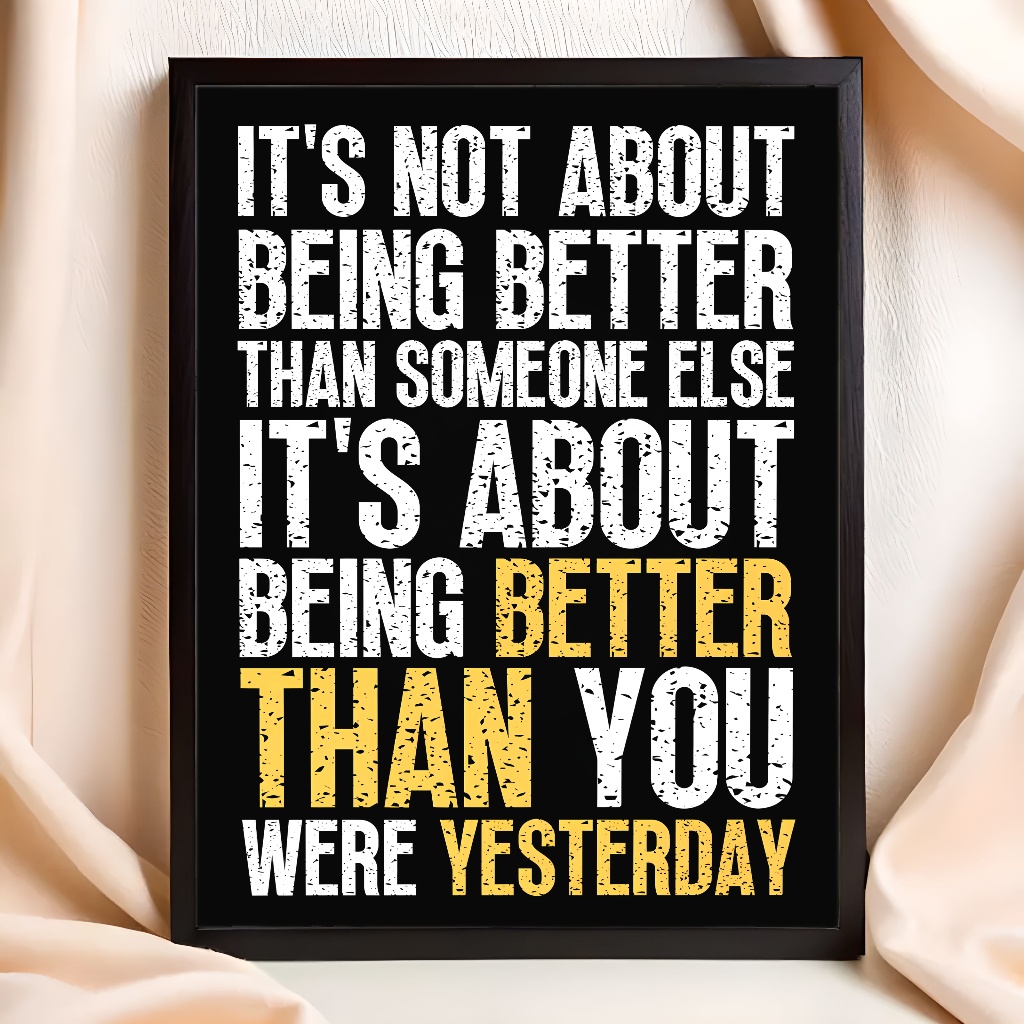 IT'S NOT ABOUT
BEING BETTER
THAN SOMEONE ELSE
IT'S ABOUT
BEING BETTER
THAN YOU
WERE YESTERDAY